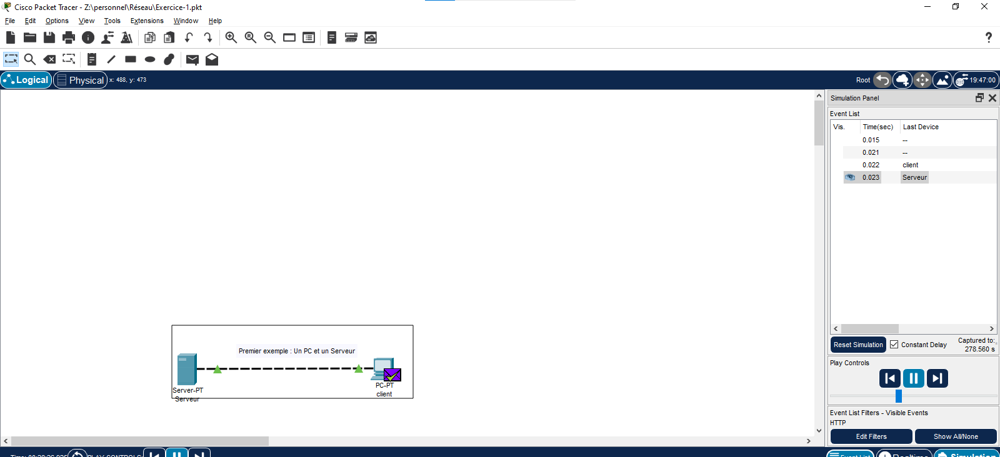 Cisco Packet Tracer - Z:\personnel\Réseau\Exercice-1.pkt
File Edit Options View Tools Extensions Window Help
Logical Physical x: 488, y: 473 Root 19:47:00
Simulation Panel
Event List
Vis. Time(sec) Last Device
0.015 --
0.021 --
0.022 client
0.023 Serveur
Premier exemple : Un PC et un Serveur
Server-PT
Serveur
PC-PT
client
Reset Simulation Constant Delay Captured to:
278.560 s
Play Controls
Event List Filters - Visible Events
HTTP
Edit Filters Show All/None
PLAY CONTROLS: Event List Realtime Simulation